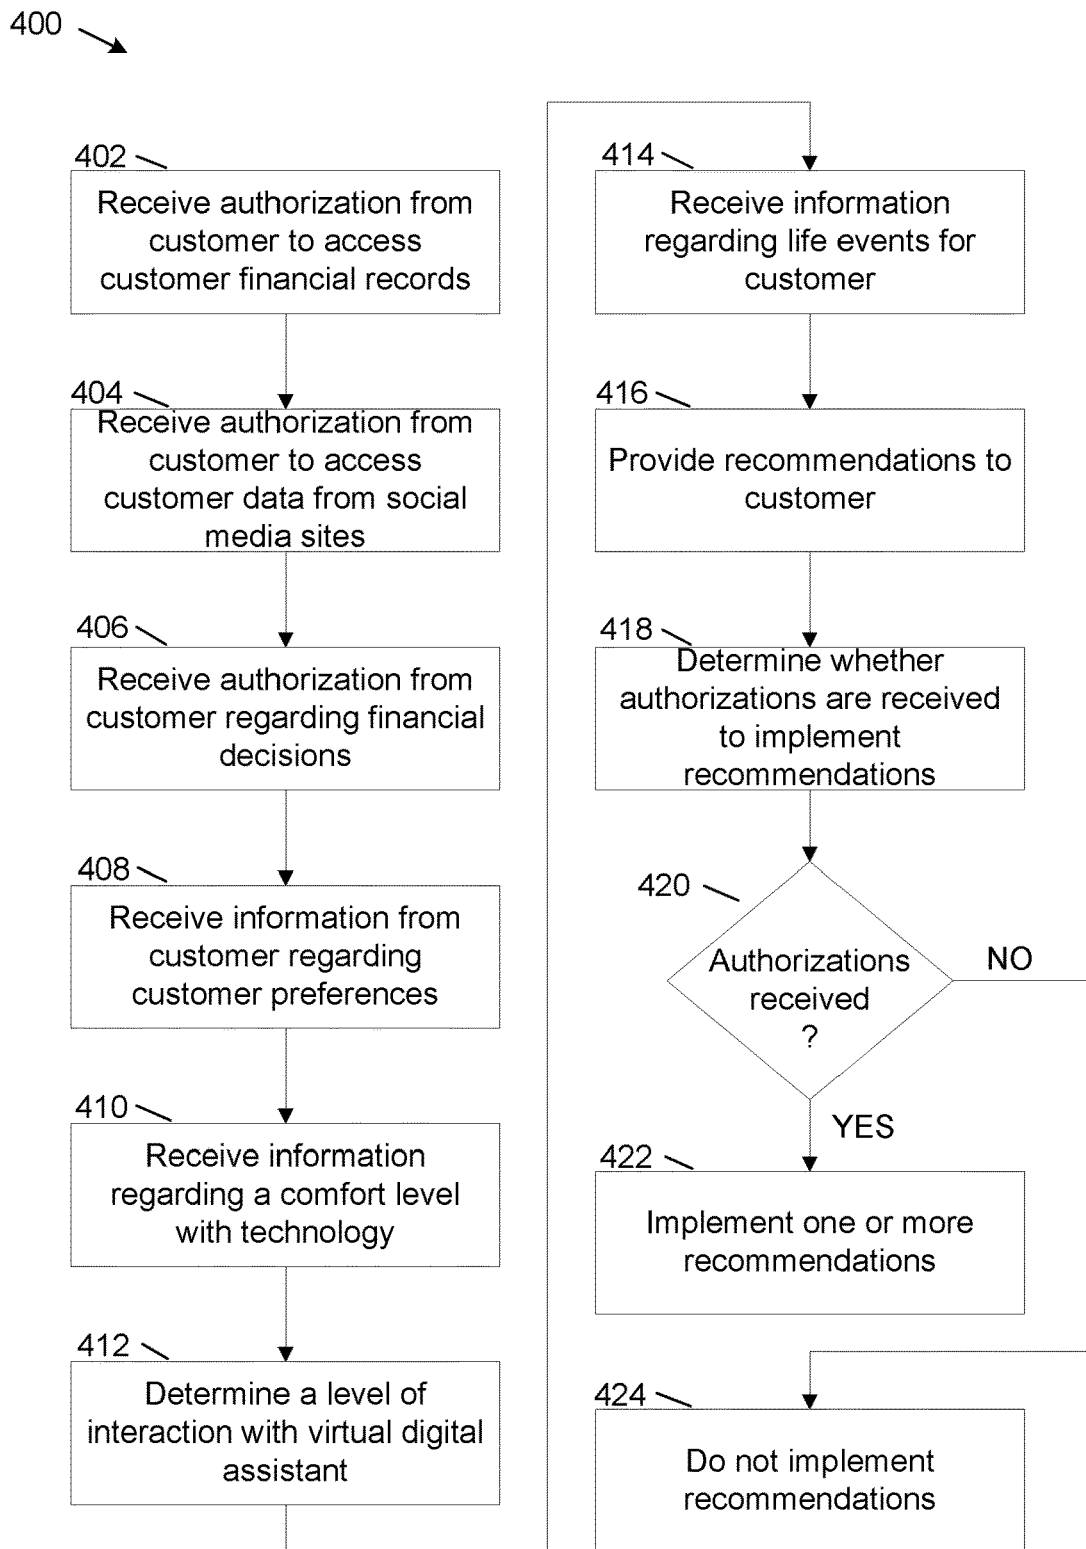 400
402
Receive authorization from
customer to access
customer financial records
404
Receive authorization from
customer to access
customer data from social
media sites
406
Receive authorization from
customer regarding financial
decisions
408
Receive information from
customer regarding
customer preferences
410
Receive information
regarding a comfort level
with technology
412
Determine a level of
interaction with virtual digital
assistant
414
Receive information
regarding life events for
customer
416
Provide recommendations to
customer
418
Determine whether
authorizations are received
to implement
recommendations
420
Authorizations
received
?
NO
YES
422
Implement one or more
recommendations
424
Do not implement
recommendations